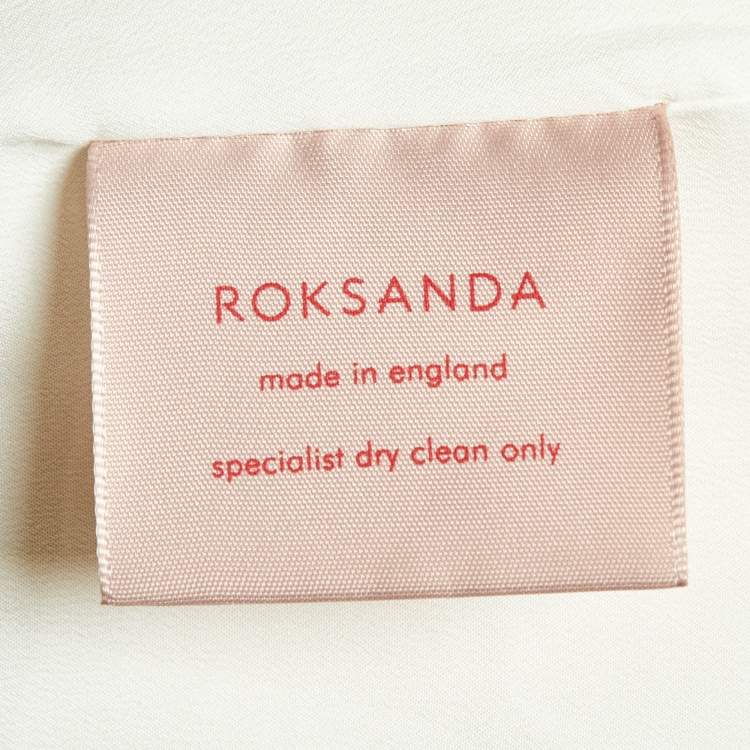 ROKSANDA
made in england
specialist dry clean only